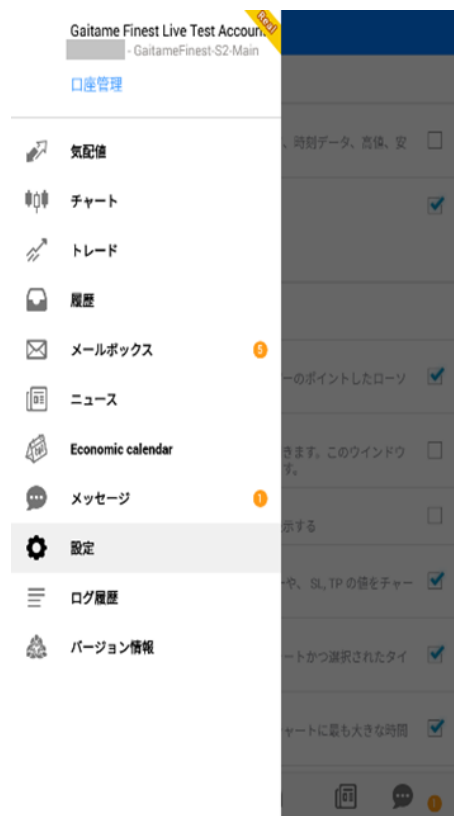 Gaitame Finest Live Test Accoun
Real
- GaitameFinest-S2-Main
口座管理
、時刻データ、高値、安
気配値
チャート
トレード
履歴
メールボックス
5
ーのポイントしたローソ
ニュース
Economic calendar
きます。このウインドウ
す。
メッセージ
1
示する
設定
ーや、SL, TP の値をチャー
ログ履歴
バージョン情報
ートかつ選択されたタイ
ャートに最も大きな時間
1